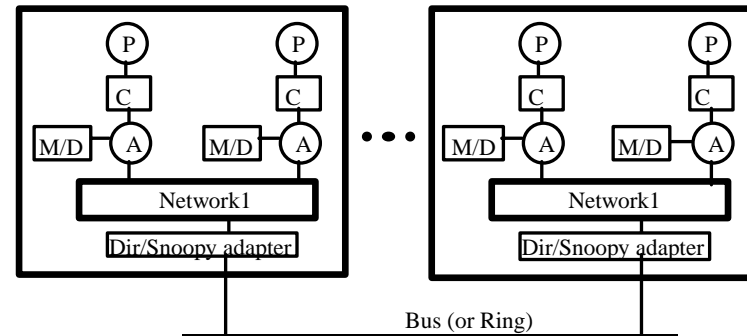 P P P P
C C C C
M/D A M/D A M/D A M/D A
Network1 Network1
Dir/Snoopy adapter Dir/Snoopy adapter
Bus (or Ring)